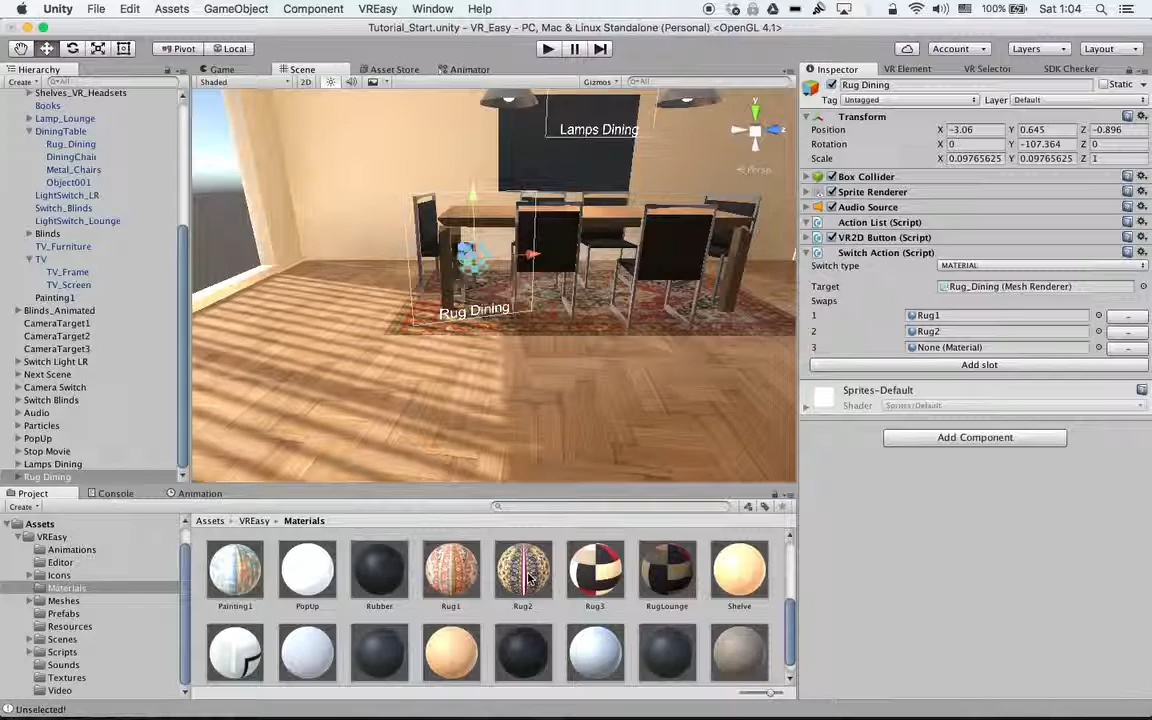 Unity File Edit Assets GameObject Component VREasy Window Help 100% Sat 1:04
Tutorial_Start.unity - VR_Easy - PC, Mac & Linux Standalone (Personal) <OpenGL 4.1>
Pivot Local Account Layers Layout
Hierarchy
Create All
Shelves_VR_Headsets
Books
Lamp_Lounge
DiningTable
Rug_Dining
DiningChair
Metal_Chairs
Object001
LightSwitch_LR
Switch_Blinds
LightSwitch_Lounge
Blinds
TV_Furniture
TV
TV_Frame
TV_Screen
Painting1
Blinds_Animated
CameraTarget1
CameraTarget2
CameraTarget3
Switch Light LR
Next Scene
Camera Switch
Switch Blinds
Audio
Particles
PopUp
Stop Movie
Lamps Dining
Rug Dining
Game Scene Asset Store Animator
Shaded 2D Gizmos All
Lamps Dining
y
z
Persp
Rug Dining
Inspector VR Element VR Selector SDK Checker
Rug Dining Static
Tag Untagged Layer Default
Transform
Position X -3.06 Y 0.645 Z -0.896
Rotation X 0 Y -107.364 Z 0
Scale X 0.09765625 Y 0.09765625 Z 1
Box Collider
Sprite Renderer
Audio Source
Action List (Script)
VR2D Button (Script)
Switch Action (Script)
Switch type MATERIAL
Target Rug_Dining (Mesh Renderer)
Swaps
1 Rug1
2 Rug2
3 None (Material)
Add slot
Sprites-Default
Shader Sprites/Default
Add Component
Project Console Animation
Create
Assets
VREasy
Animations
Editor
Icons
Materials
Meshes
Prefabs
Resources
Scenes
Scripts
Sounds
Textures
Video
Assets VREasy Materials
Painting1 PopUp Rubber Rug1 Rug2 Rug3 RugLounge Shelve
Unselected!